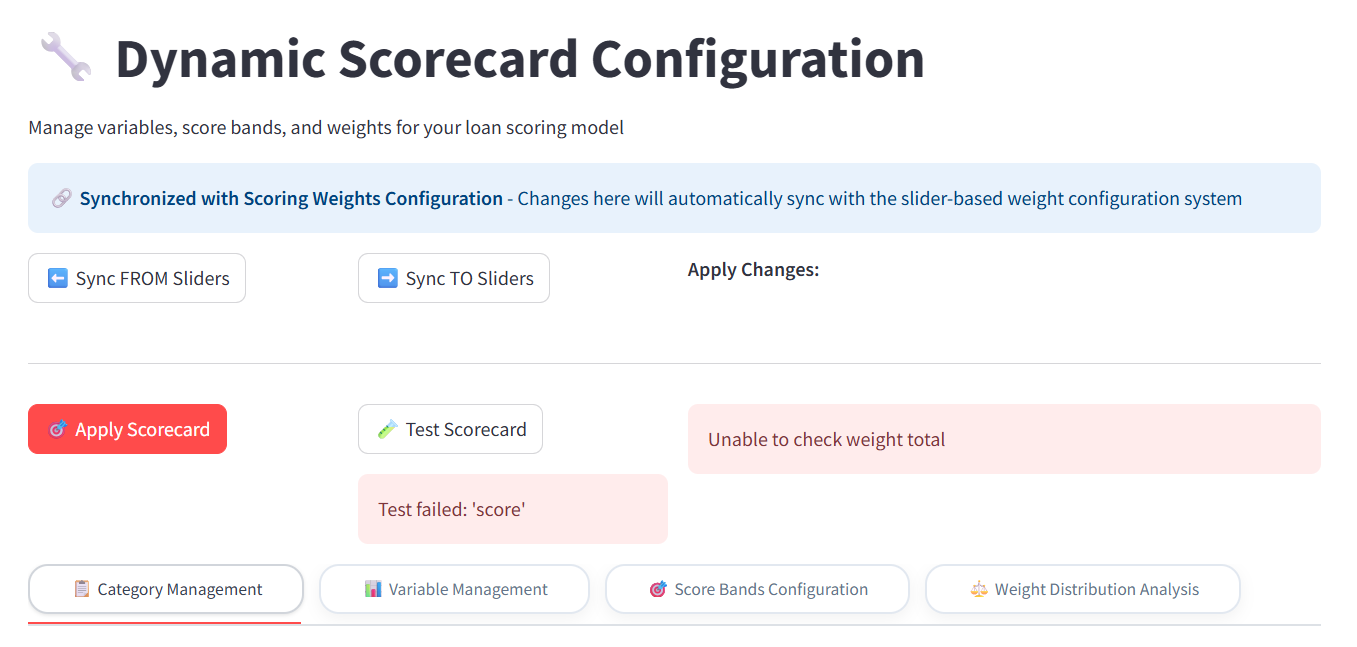 Dynamic Scorecard Configuration
Manage variables, score bands, and weights for your loan scoring model
Synchronized with Scoring Weights Configuration - Changes here will automatically sync with the slider-based weight configuration system
Sync FROM Sliders
Sync TO Sliders
Apply Changes:
Apply Scorecard
Test Scorecard
Unable to check weight total
Test failed: 'score'
Category Management
Variable Management
Score Bands Configuration
Weight Distribution Analysis